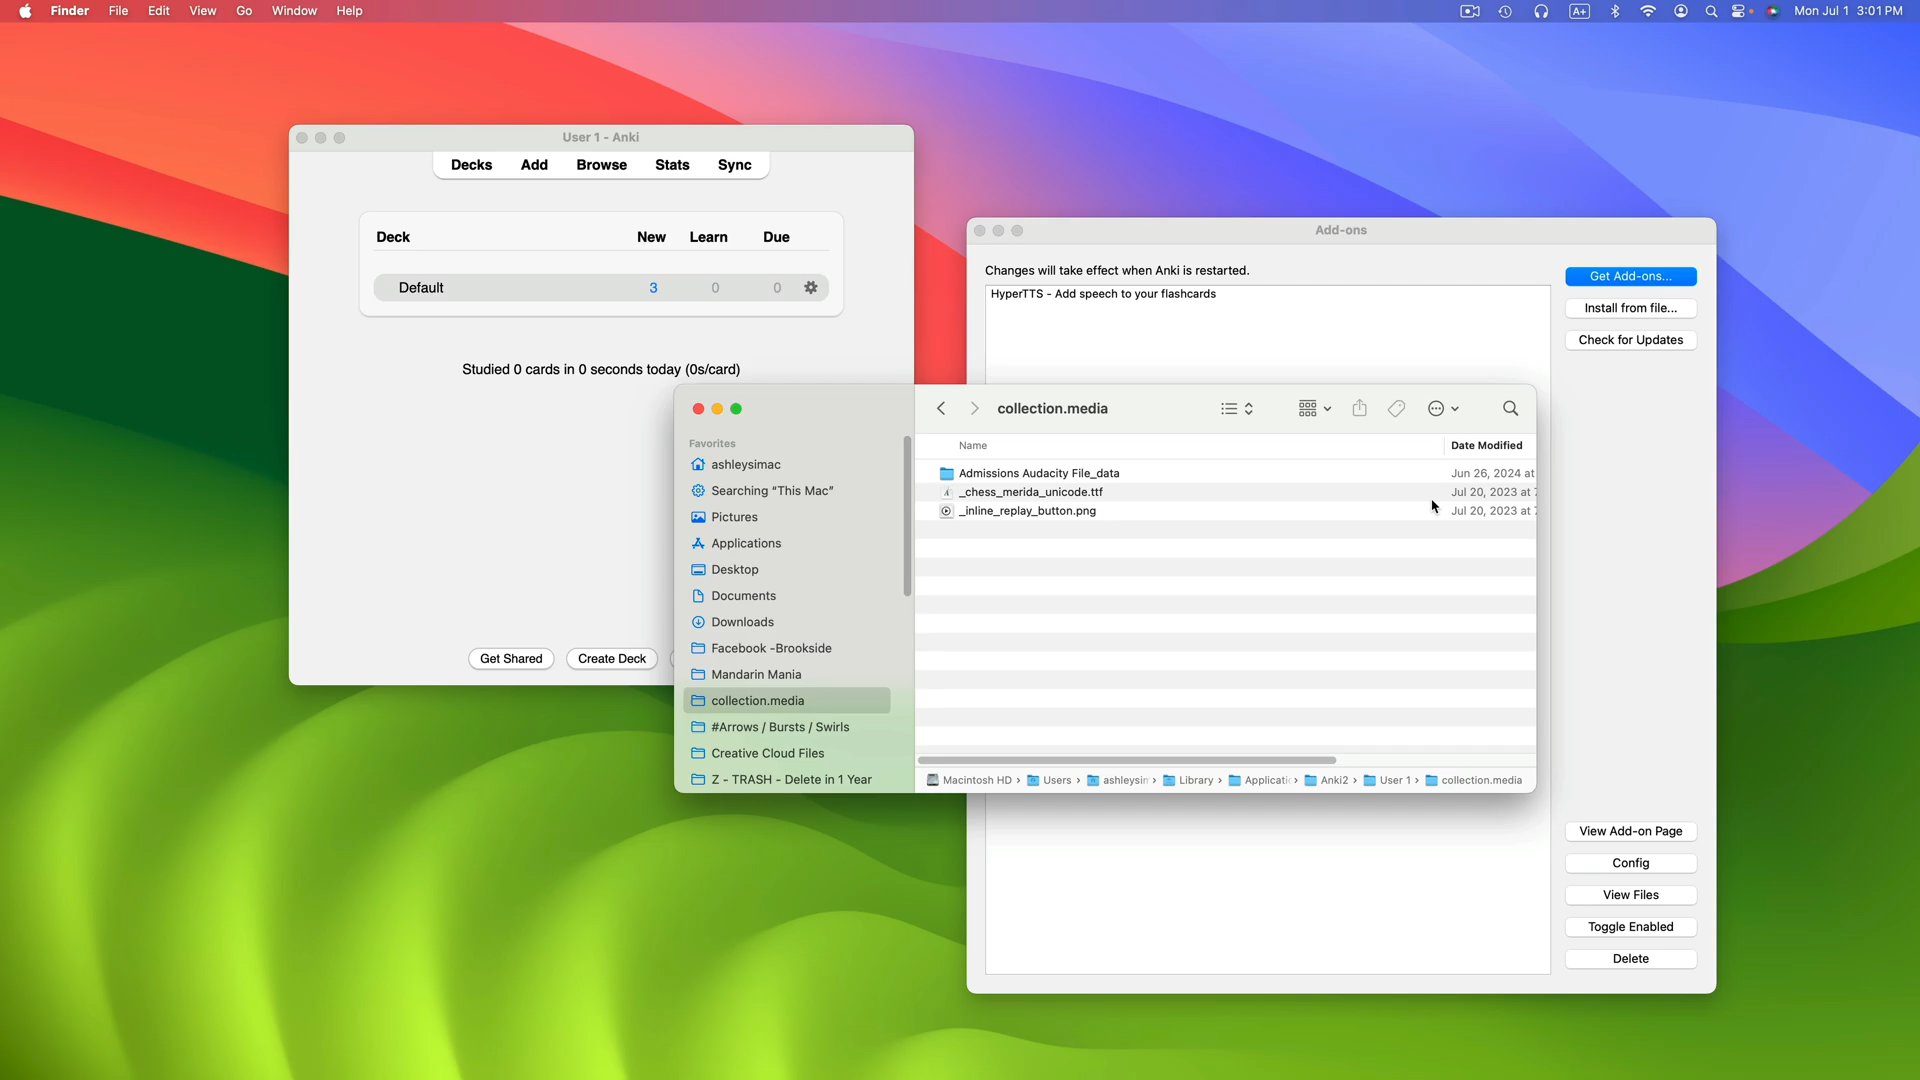 Finder File Edit View Go Window Help
A+
Mon Jul 1 3:01 PM
User 1 - Anki
Decks Add Browse Stats Sync
Deck New Learn Due
Default 3 0 0
Studied 0 cards in 0 seconds today (0s/card)
Get Shared Create Deck
Add-ons
Changes will take effect when Anki is restarted.
HyperTTS - Add speech to your flashcards
Get Add-ons...
Install from file...
Check for Updates
View Add-on Page
Config
View Files
Toggle Enabled
Delete
collection.media
Favorites
ashleysimac
Searching “This Mac”
Pictures
Applications
Desktop
Documents
Downloads
Facebook -Brookside
Mandarin Mania
collection.media
#Arrows / Bursts / Swirls
Creative Cloud Files
Z - TRASH - Delete in 1 Year
Name Date Modified
Admissions Audacity File_data Jun 26, 2024 at
_chess_merida_unicode.ttf Jul 20, 2023 at
_inline_replay_button.png Jul 20, 2023 at
Macintosh HD › Users › ashleysim › Library › Applicatic › Anki2 › User 1 › collection.media